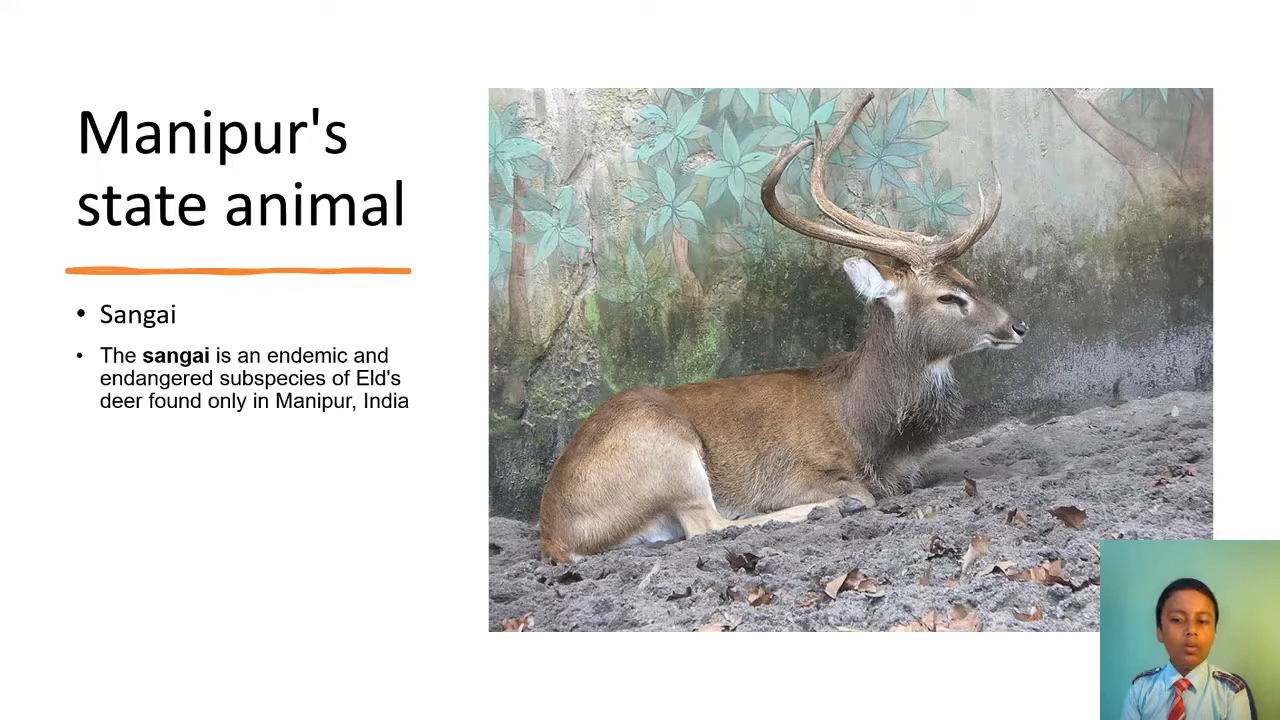 Manipur's
state animal
• Sangai
• The sangai is an endemic and
endangered subspecies of Eld's
deer found only in Manipur, India